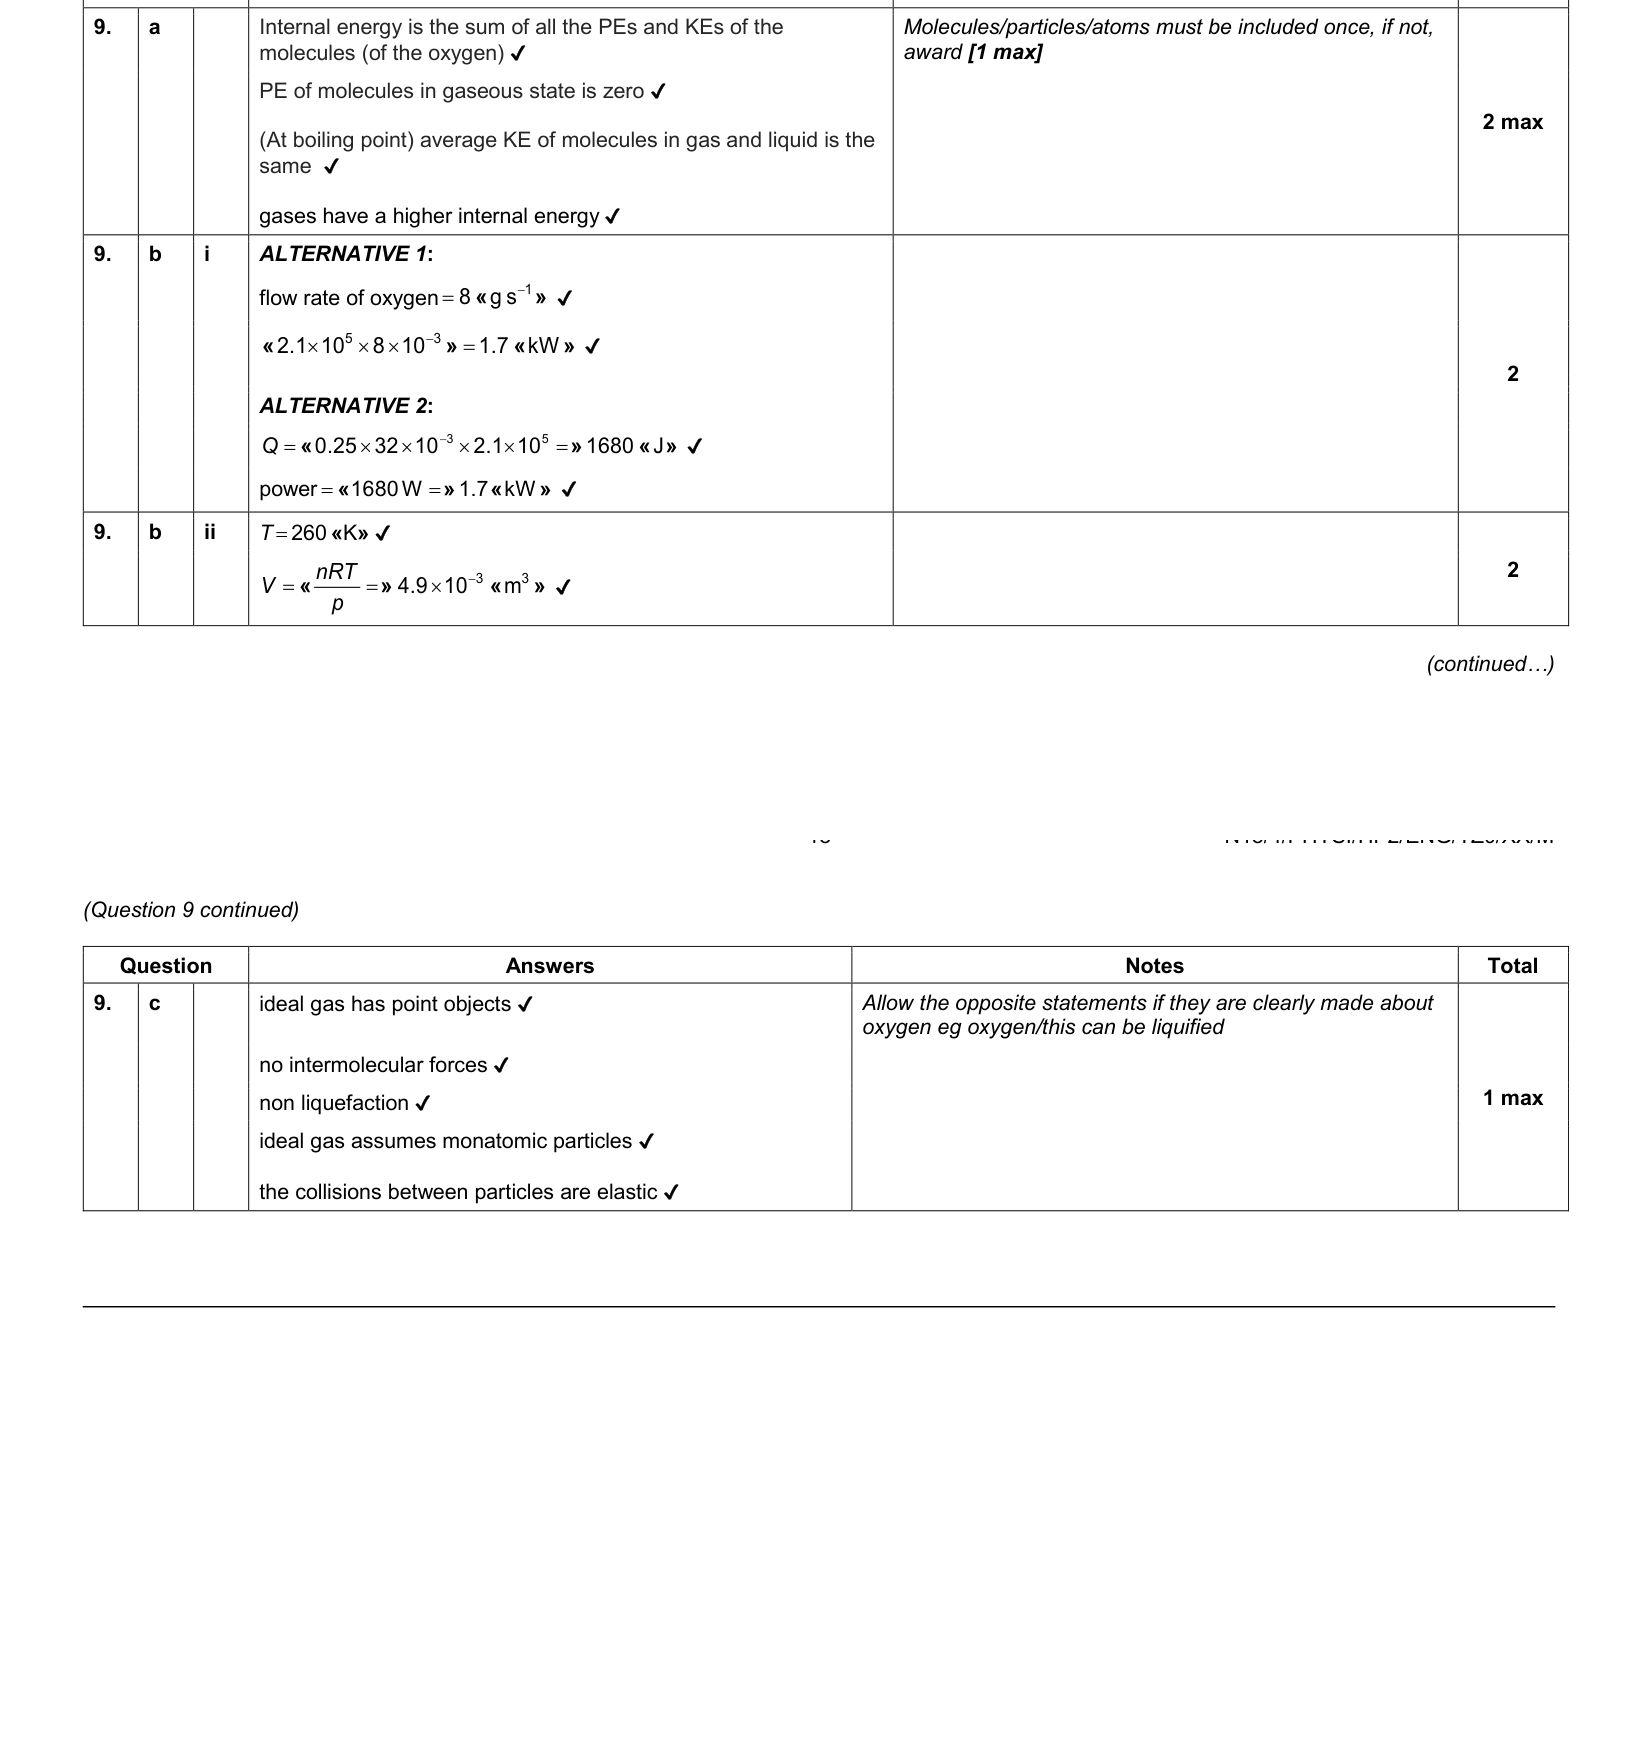 9. a Internal energy is the sum of all the PEs and KEs of the Molecules/particles/atoms must be included once, if not,
molecules (of the oxygen) ✓ award [1 max]
PE of molecules in gaseous state is zero ✓
2 max
(At boiling point) average KE of molecules in gas and liquid is the
same ✓
gases have a higher internal energy ✓
9. b i ALTERNATIVE 1:
flow rate of oxygen = 8 «g s⁻¹» ✓
«2.1×10⁵ ×8×10⁻³» = 1.7 «kW» ✓
2
ALTERNATIVE 2:
Q = «0.25×32×10⁻³ ×2.1×10⁵ =» 1680 «J» ✓
power = «1680 W =» 1.7 «kW» ✓
9. b ii T = 260 «K» ✓
V = «nRT/p =» 4.9×10⁻³ «m³» ✓
2
(continued…)
(Question 9 continued)
Question Answers Notes Total
9. c ideal gas has point objects ✓ Allow the opposite statements if they are clearly made about
oxygen eg oxygen/this can be liquified
no intermolecular forces ✓
non liquefaction ✓
1 max
ideal gas assumes monatomic particles ✓
the collisions between particles are elastic ✓